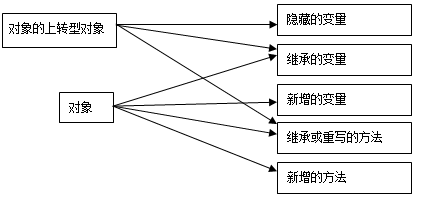 对象的上转型对象
对象
隐藏的变量
继承的变量
新增的变量
继承或重写的方法
新增的方法